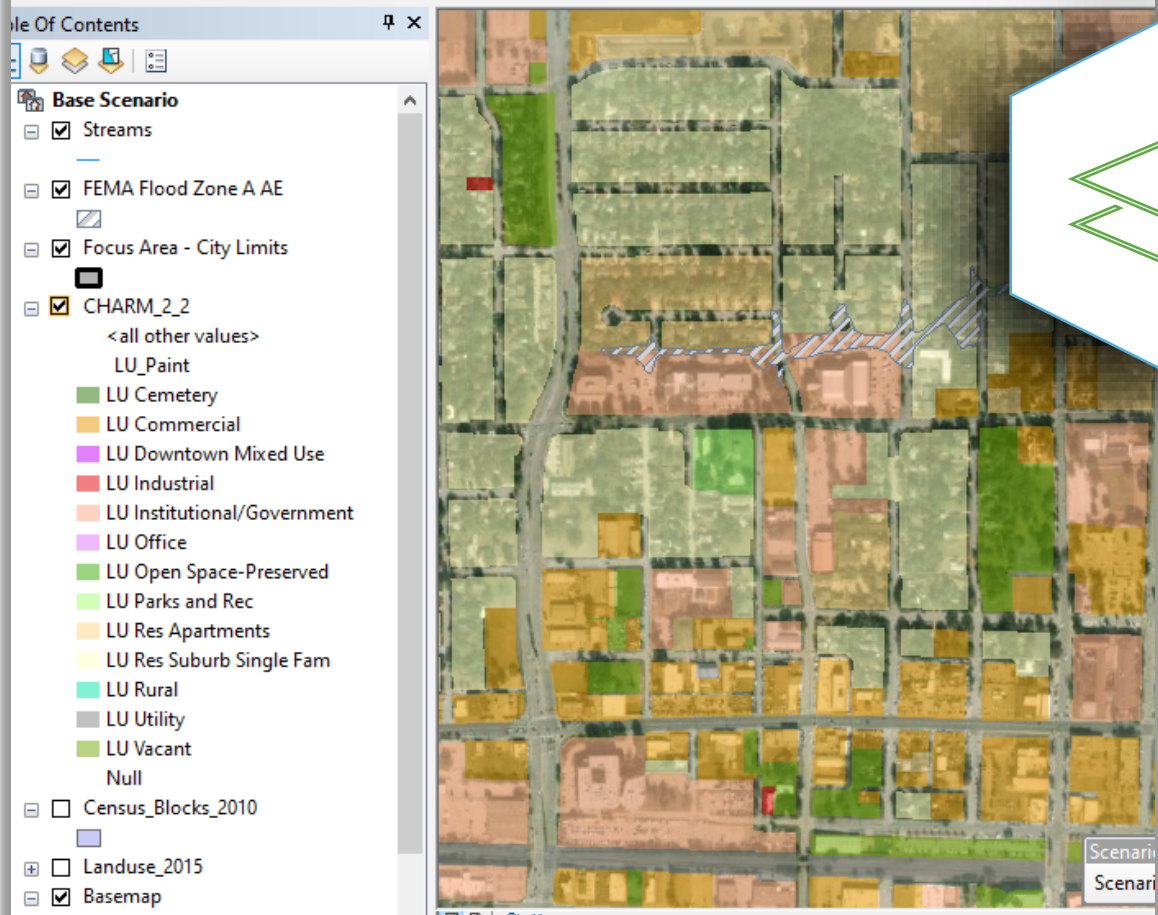 ble Of Contents
Base Scenario
Streams
FEMA Flood Zone A AE
Focus Area - City Limits
CHARM_2_2
<all other values>
LU_Paint
LU Cemetery
LU Commercial
LU Downtown Mixed Use
LU Industrial
LU Institutional/Government
LU Office
LU Open Space-Preserved
LU Parks and Rec
LU Res Apartments
LU Res Suburb Single Fam
LU Rural
LU Utility
LU Vacant
Null
Census_Blocks_2010
Landuse_2015
Basemap
Scenari
Scenari